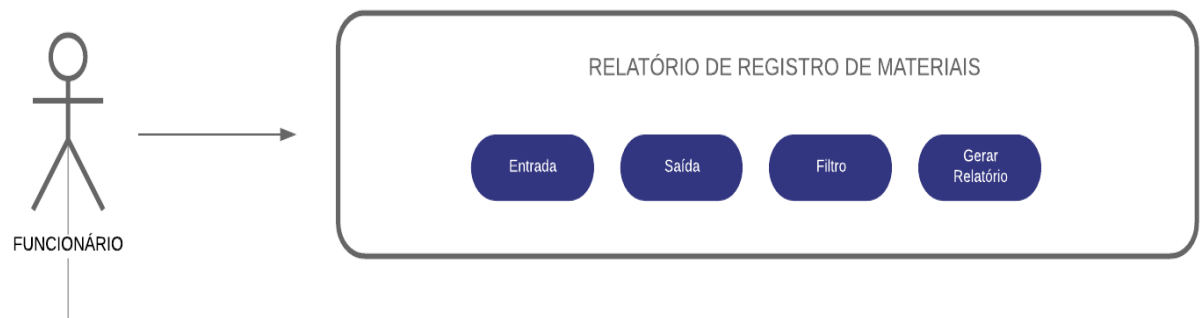 RELATÓRIO DE REGISTRO DE MATERIAIS
Entrada
Saída
Filtro
Gerar
Relatório
FUNCIONÁRIO